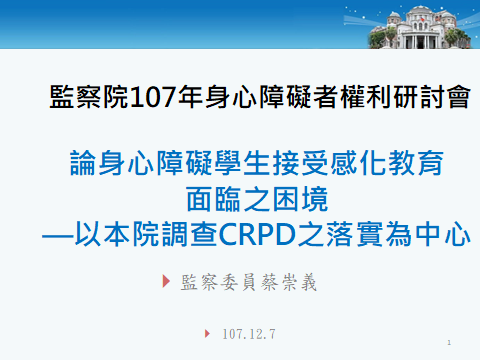 監察院107年身心障礙者權利研討會
論身心障礙學生接受感化教育
面臨之困境
—以本院調查CRPD之落實為中心
監察委員蔡崇義
107.12.7
1